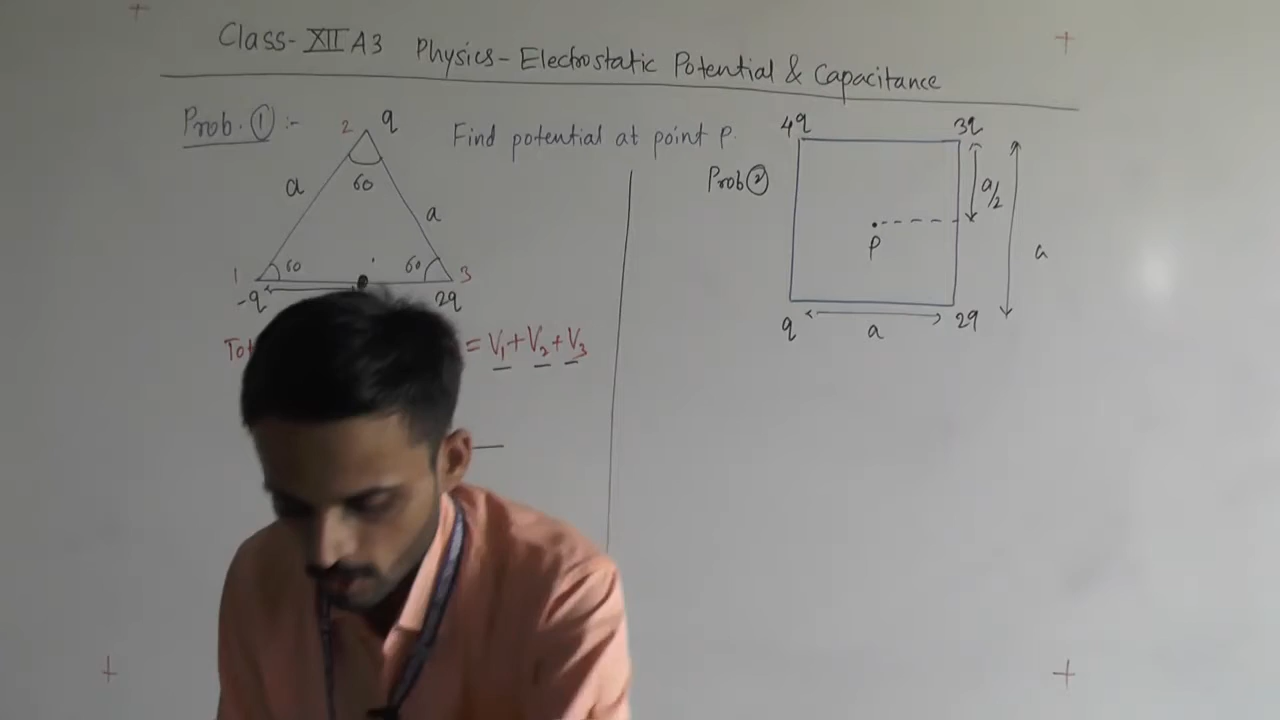 Class-XII A3 Physics-Electrostatic Potential & Capacitance
Prob. ① :-
Find potential at point P.
2 q
a
60
a
1
60
60
3
-q
2q
= V₁+V₂+V₃
Prob ②
4q
3q
a/2
P
a
q
a
2q